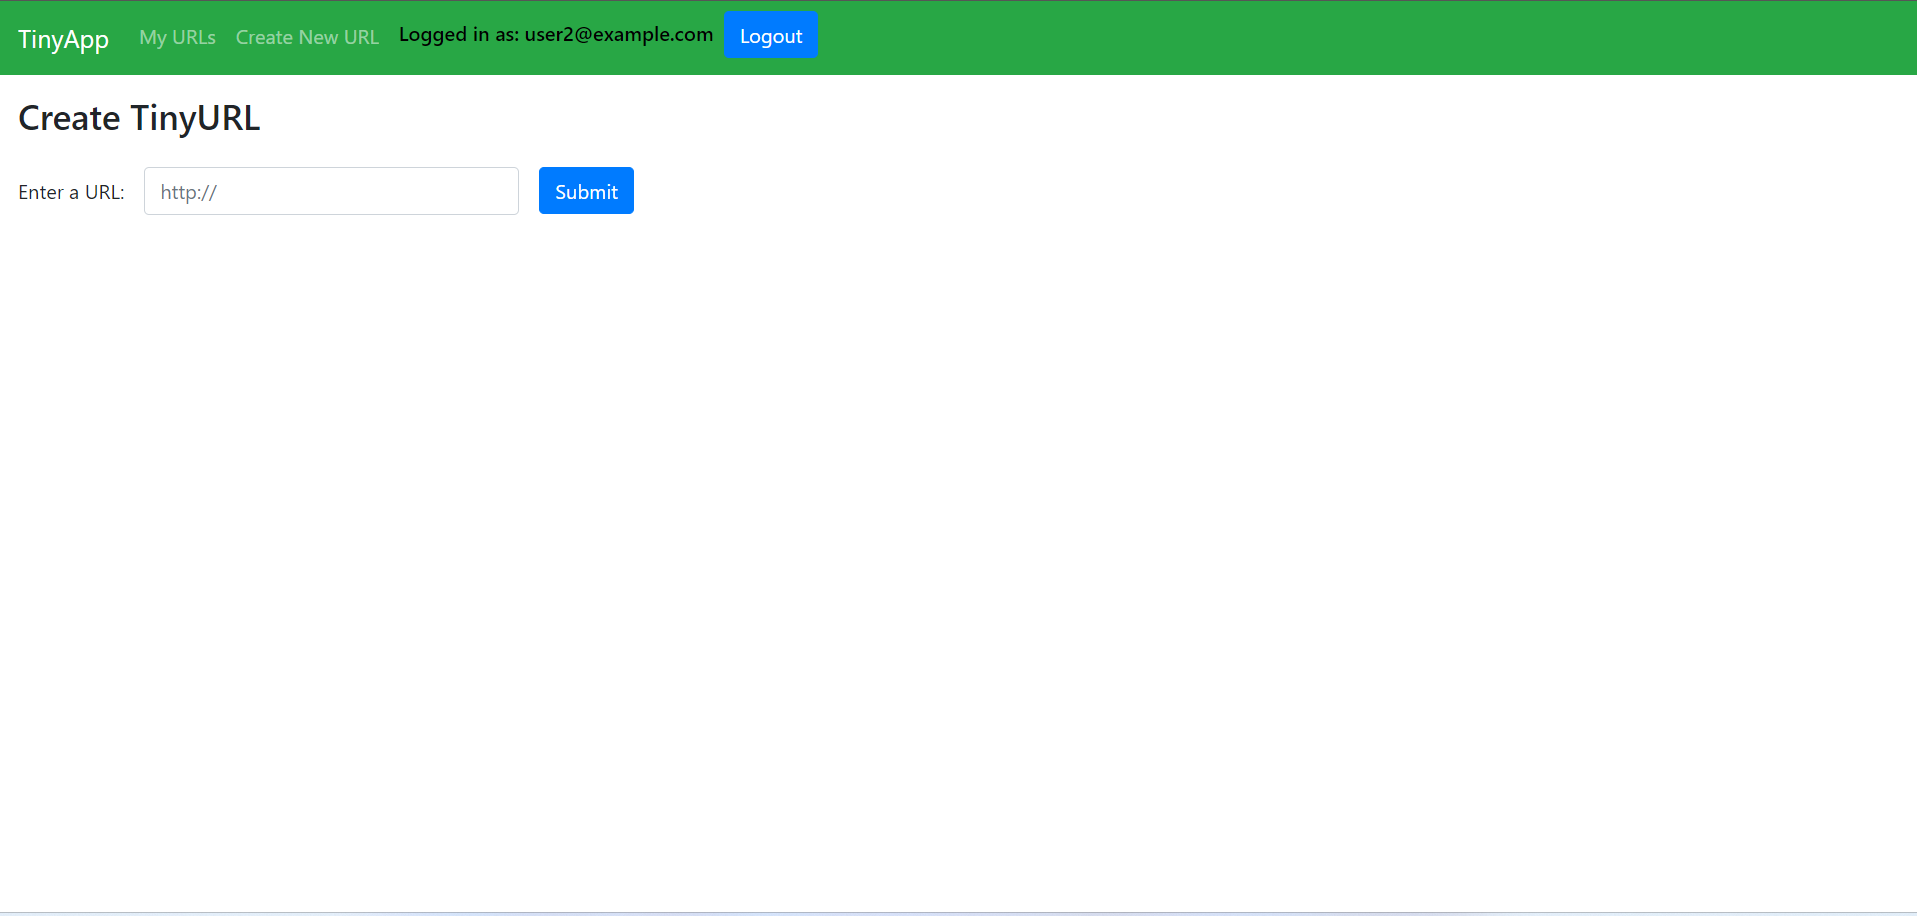 TinyApp My URLs Create New URL Logged in as: user2@example.com Logout
Create TinyURL
Enter a URL: http:// Submit